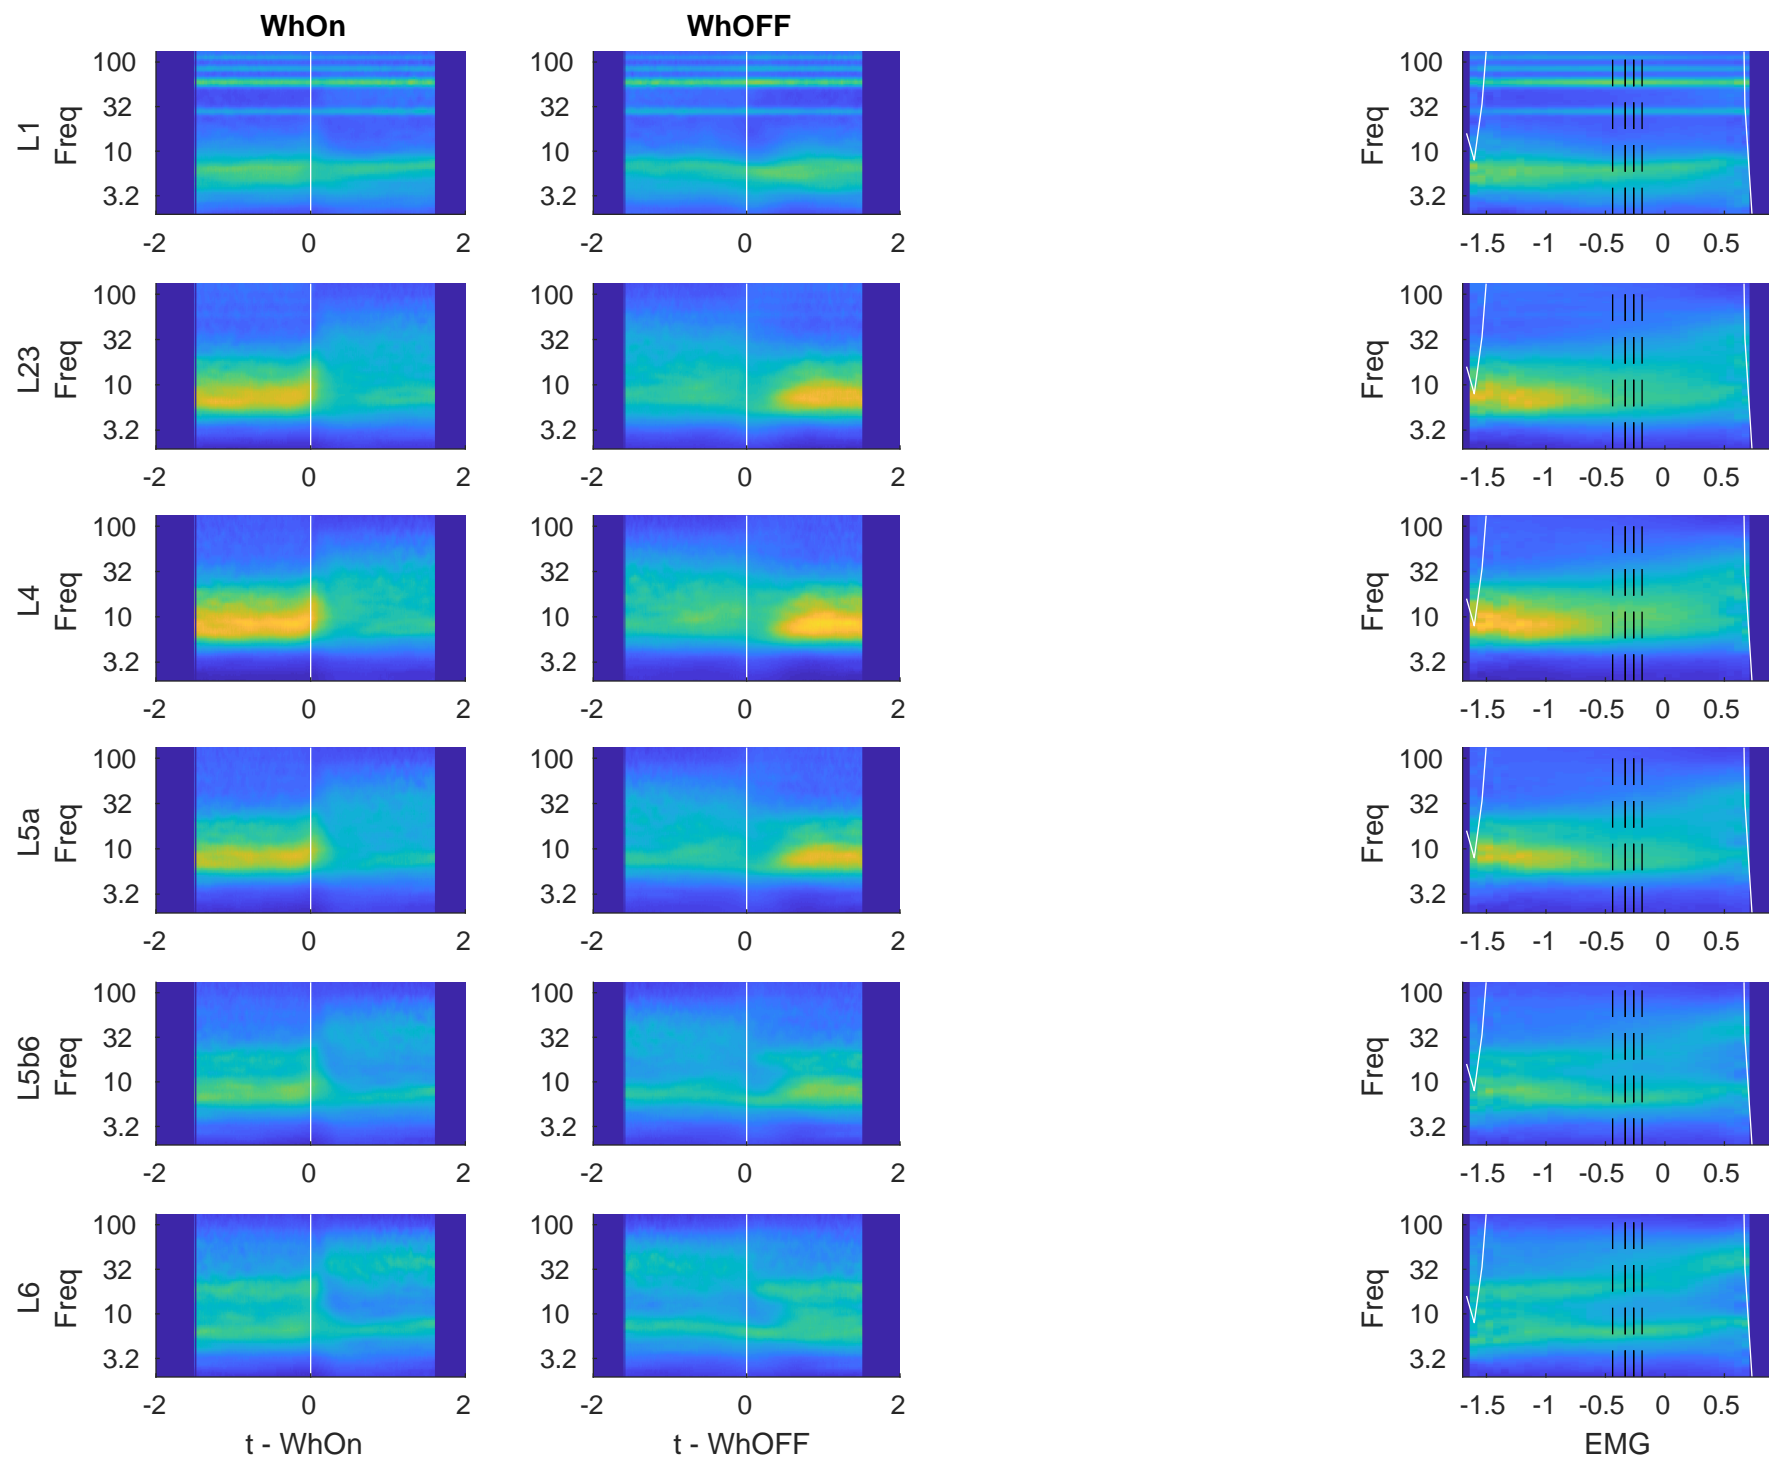 WhOn WhOFF
L1 Freq 100 32 10 3.2 100 32 10 3.2 Freq 100 32 10 3.2
-2 0 2 -2 0 2 -1.5 -1 -0.5 0 0.5
L23 Freq 100 32 10 3.2 100 32 10 3.2 Freq 100 32 10 3.2
-2 0 2 -2 0 2 -1.5 -1 -0.5 0 0.5
L4 Freq 100 32 10 3.2 100 32 10 3.2 Freq 100 32 10 3.2
-2 0 2 -2 0 2 -1.5 -1 -0.5 0 0.5
L5a Freq 100 32 10 3.2 100 32 10 3.2 Freq 100 32 10 3.2
-2 0 2 -2 0 2 -1.5 -1 -0.5 0 0.5
L5b6 Freq 100 32 10 3.2 100 32 10 3.2 Freq 100 32 10 3.2
-2 0 2 -2 0 2 -1.5 -1 -0.5 0 0.5
L6 Freq 100 32 10 3.2 100 32 10 3.2 Freq 100 32 10 3.2
-2 0 2 -2 0 2 -1.5 -1 -0.5 0 0.5
t - WhOn t - WhOFF EMG